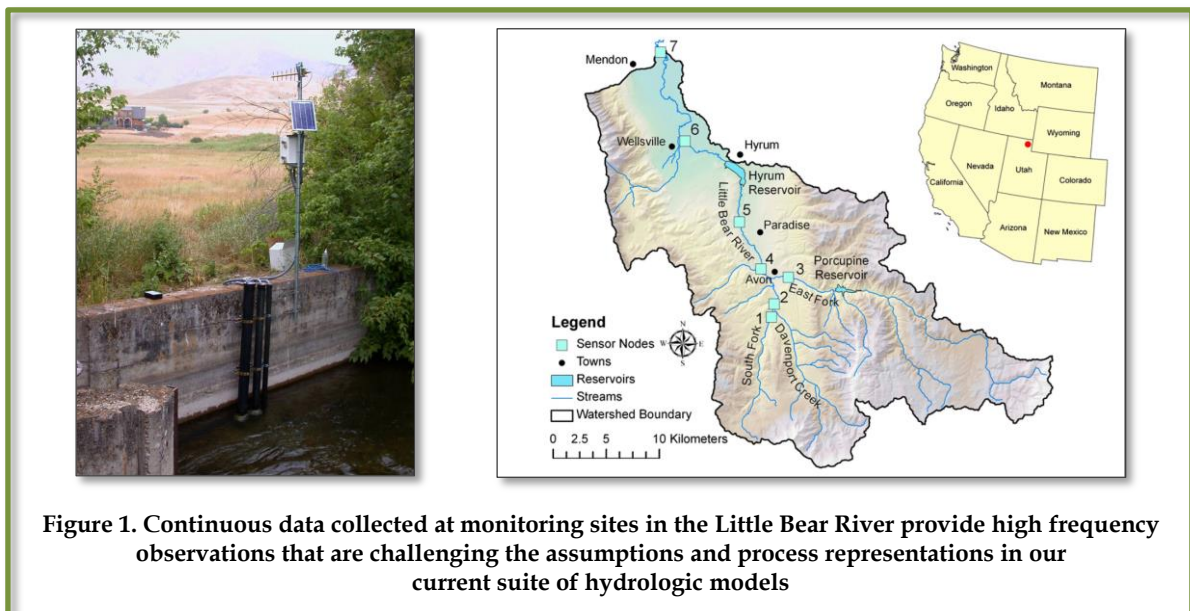 7
Mendon
6
Wellsville
Hyrum
Hyrum
Reservoir
Little Bear River
5
Paradise
Porcupine
Reservoir
4
3
Avon
East Fork
2
1
South Fork
Davenport Creek
Legend
Sensor Nodes
Towns
Reservoirs
Streams
Watershed Boundary
N
W
E
S
0 2.5 5 10 Kilometers
Washington
Montana
Oregon
Idaho
Wyoming
Nevada
Utah
Colorado
California
Arizona
New Mexico
Figure 1. Continuous data collected at monitoring sites in the Little Bear River provide high frequency
observations that are challenging the assumptions and process representations in our
current suite of hydrologic models